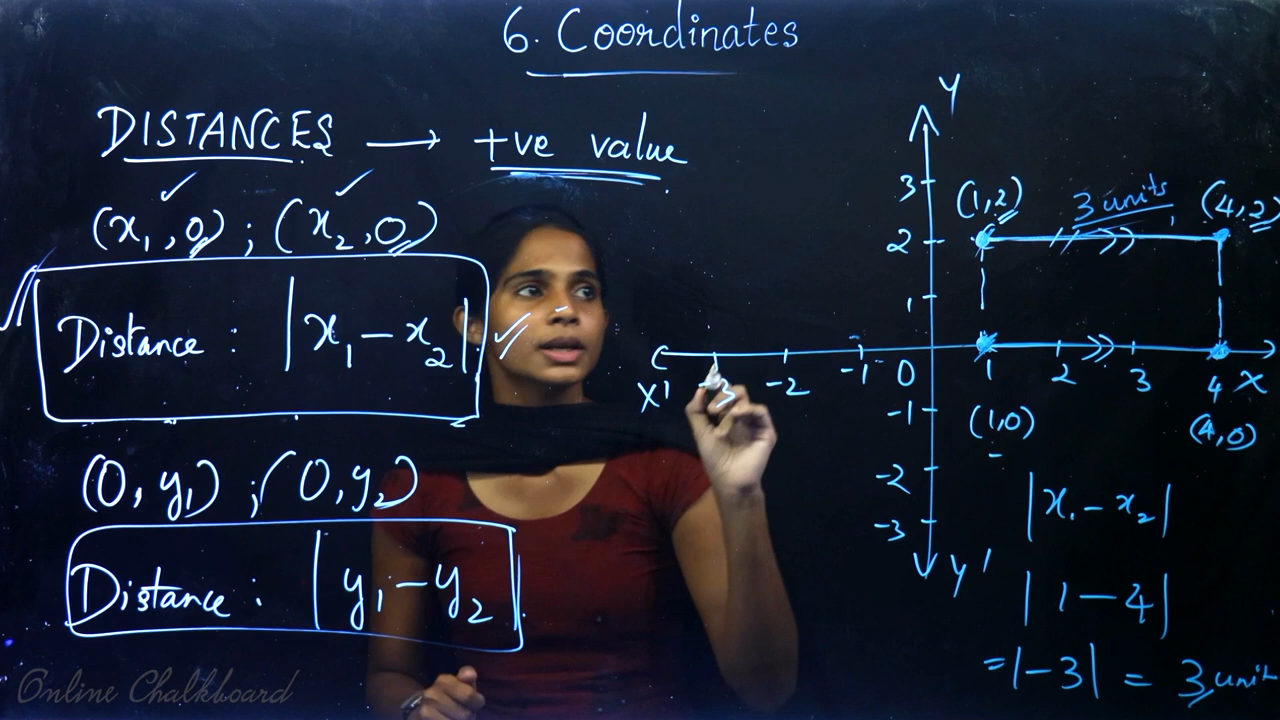 6. Coordinates
DISTANCES → +ve value
(x₁,0) ; (x₂,0)
Distance : |x₁ - x₂|
(0, y₁) ; (0, y₂)
Distance : |y₁ - y₂|
Y
3
(1,2) 3 units (4,2)
2
1
X' -3 -2 -1 0 1 2 3 4 X
-1 (1,0) (4,0)
-2
-3
Y'
|x₁ - x₂|
|1 - 4|
= |-3| = 3 unit
Online Chalkboard